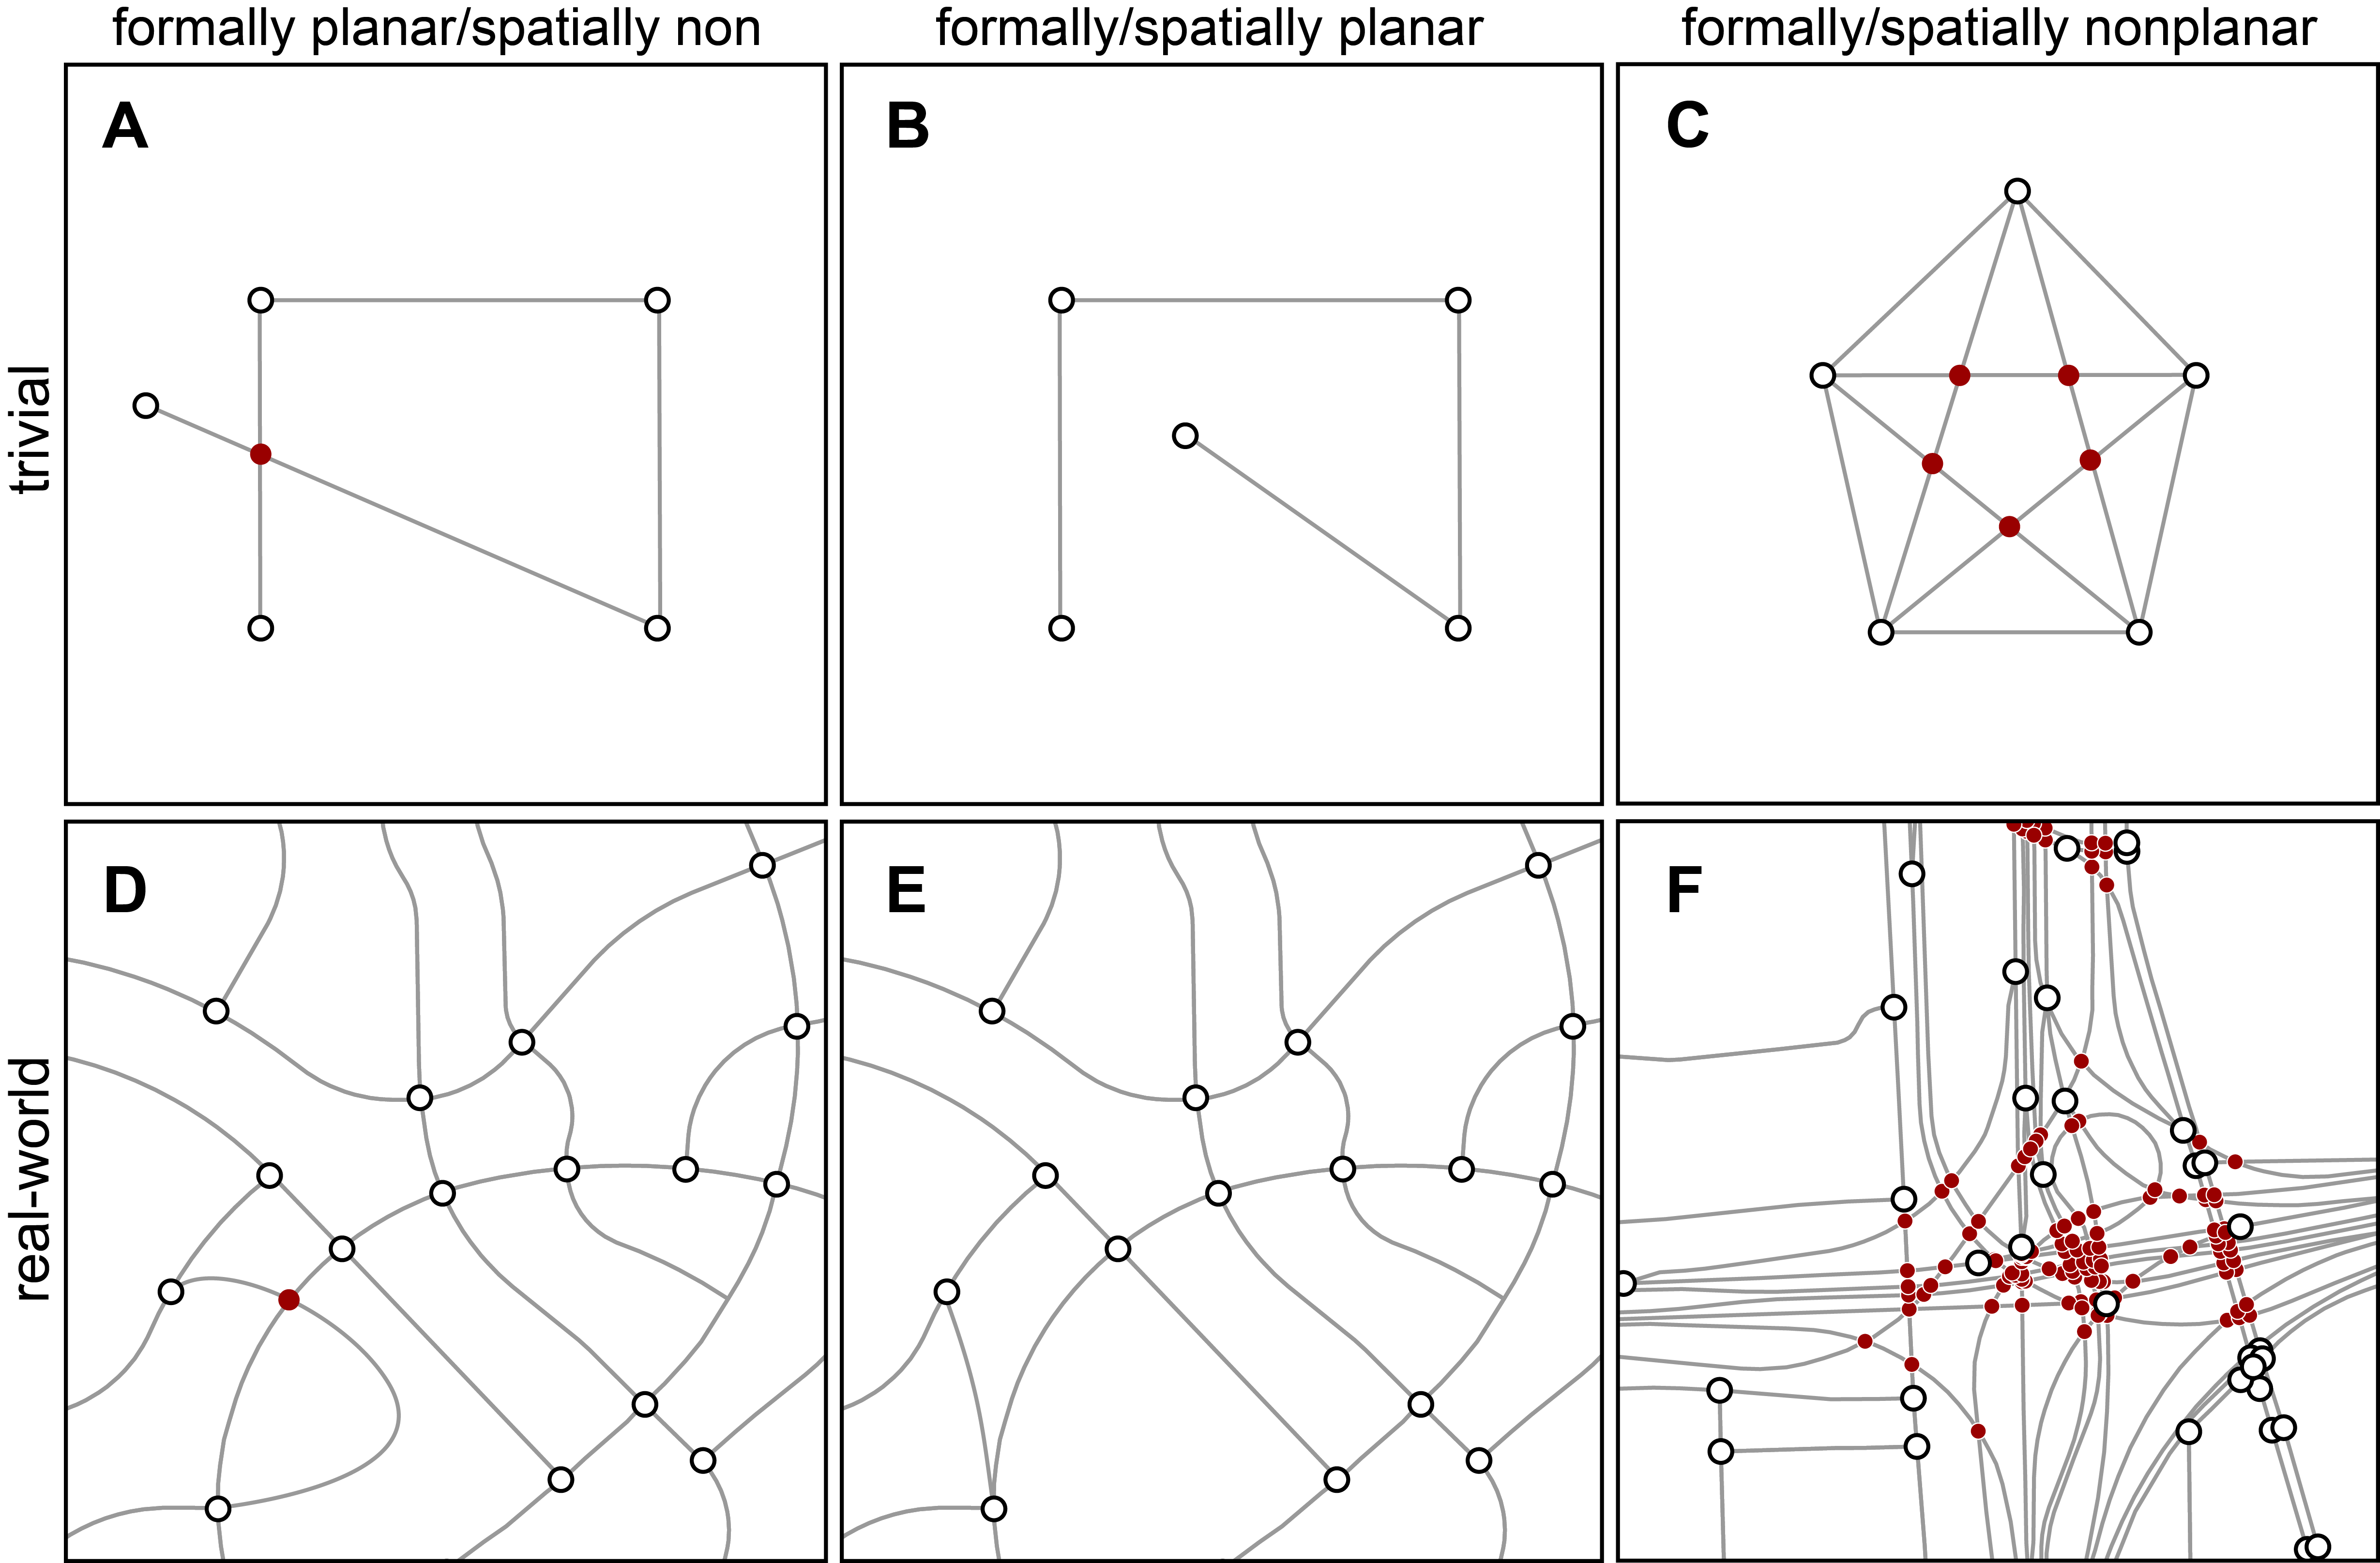 formally planar/spatially non
formally/spatially planar
formally/spatially nonplanar
trivial
A
B
C
real-world
D
E
F